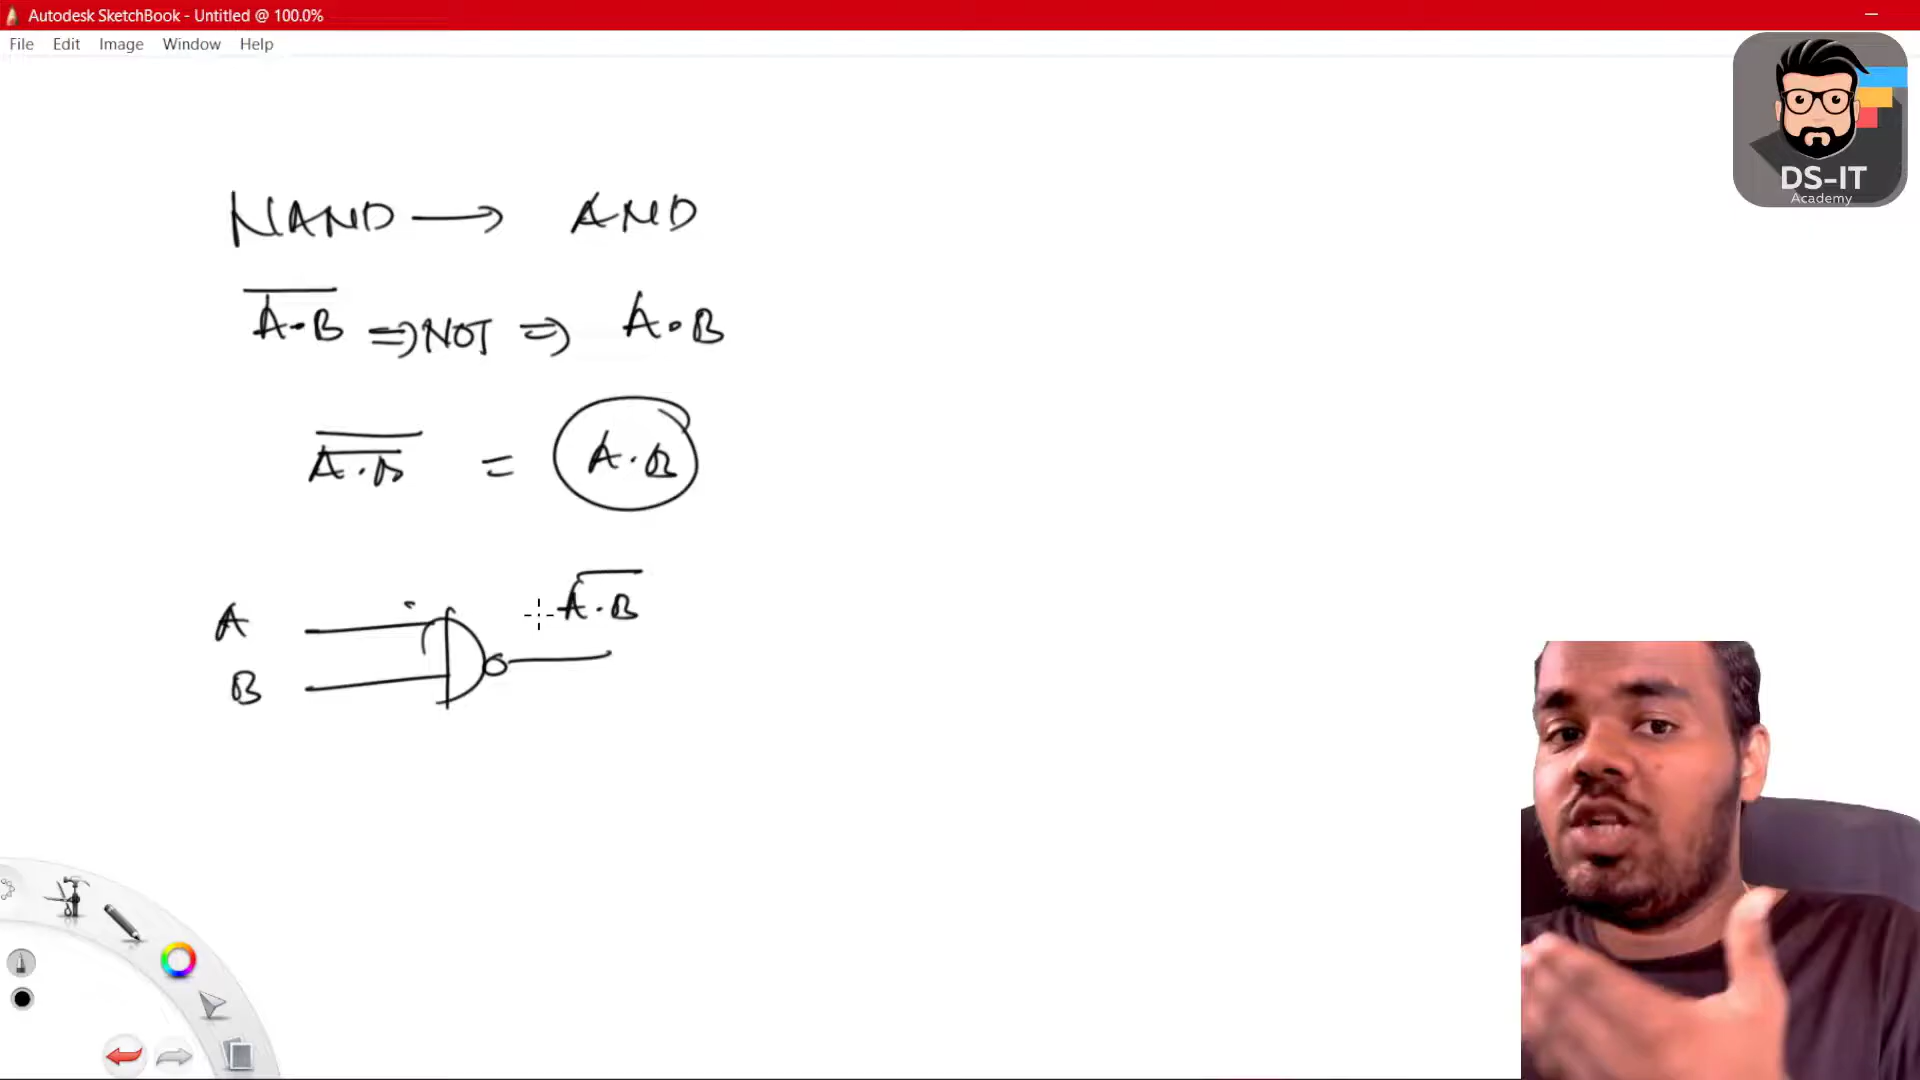 Autodesk SketchBook - Untitled @ 100.0%
File Edit Image Window Help
DS-IT
Academy
NAND → AND
A̅·̅B̅ ⇒ NOT ⇒ A·B
A̿·̿B̿ = A·B
A̅·̅B̅
A
B